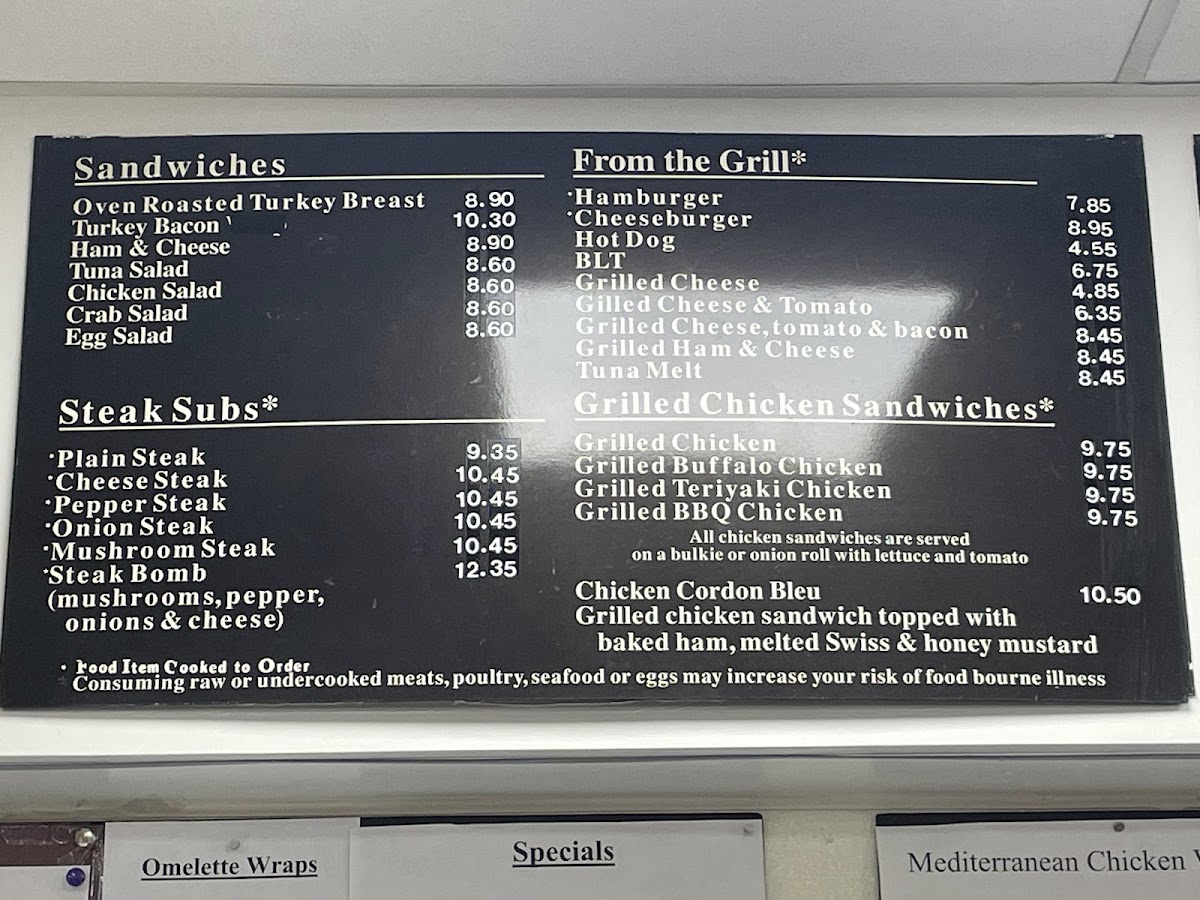 Sandwiches
Oven Roasted Turkey Breast 8.90
Turkey Bacon 10.30
Ham & Cheese 8.90
Tuna Salad 8.60
Chicken Salad 8.60
Crab Salad 8.60
Egg Salad 8.60
Steak Subs*
·Plain Steak 9.35
·Cheese Steak 10.45
·Pepper Steak 10.45
·Onion Steak 10.45
·Mushroom Steak 10.45
·Steak Bomb 12.35
(mushrooms, pepper,
onions & cheese)
From the Grill*
·Hamburger 7.85
·Cheeseburger 8.95
Hot Dog 4.55
BLT 6.75
Grilled Cheese 4.85
Gilled Cheese & Tomato 6.35
Grilled Cheese, tomato & bacon 8.45
Grilled Ham & Cheese 8.45
Tuna Melt 8.45
Grilled Chicken Sandwiches*
Grilled Chicken 9.75
Grilled Buffalo Chicken 9.75
Grilled Teriyaki Chicken 9.75
Grilled BBQ Chicken 9.75
All chicken sandwiches are served
on a bulkie or onion roll with lettuce and tomato
Chicken Cordon Bleu 10.50
Grilled chicken sandwich topped with
baked ham, melted Swiss & honey mustard
· Food Item Cooked to Order
Consuming raw or undercooked meats, poultry, seafood or eggs may increase your risk of food bourne illness
Omelette Wraps
Specials
Mediterranean Chicken